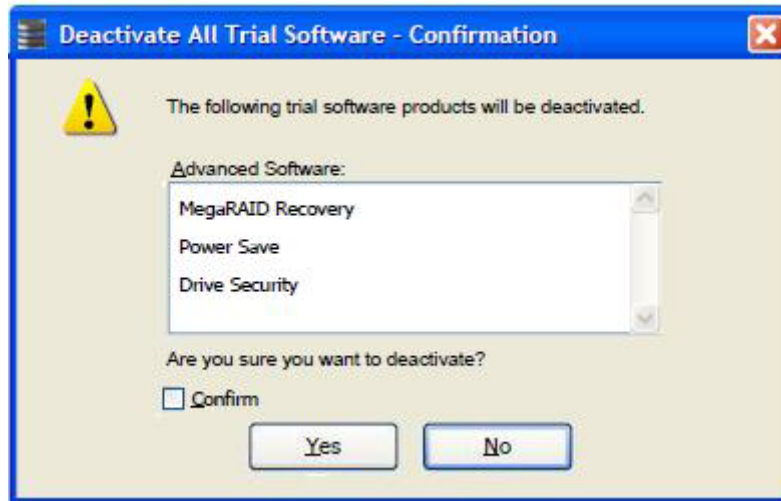 Deactivate All Trial Software - Confirmation
The following trial software products will be deactivated.
Advanced Software:
MegaRAID Recovery
Power Save
Drive Security
Are you sure you want to deactivate?
Confirm
Yes No